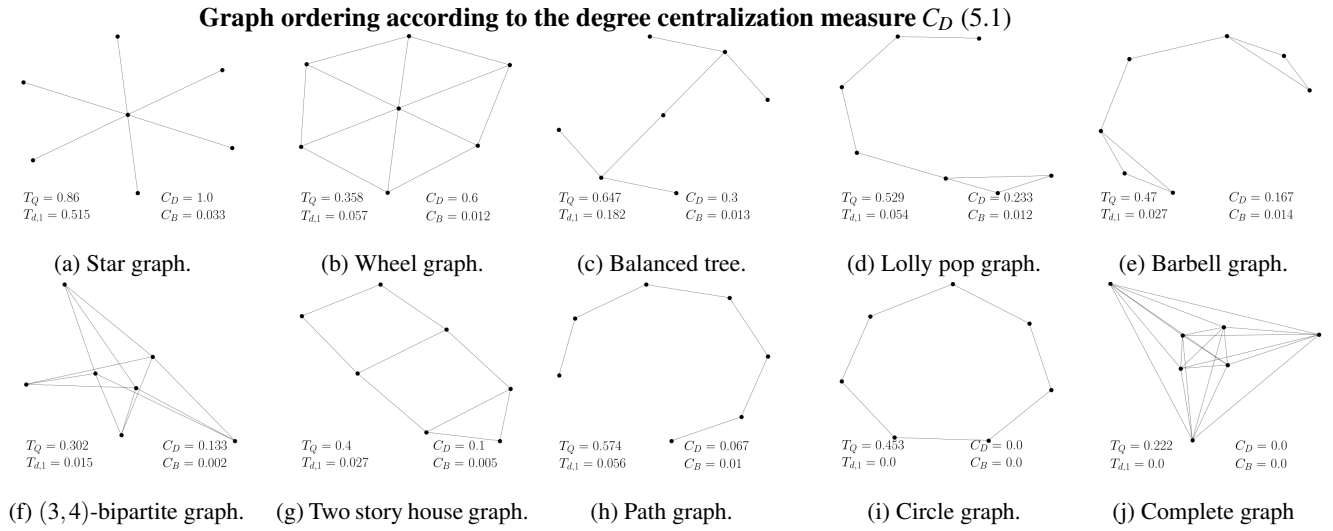 Graph ordering according to the degree centralization measure C_D (5.1)
T_Q = 0.86 C_D = 1.0
T_{d,1} = 0.515 C_B = 0.033
(a) Star graph.
T_Q = 0.358 C_D = 0.6
T_{d,1} = 0.057 C_B = 0.012
(b) Wheel graph.
T_Q = 0.647 C_D = 0.3
T_{d,1} = 0.182 C_B = 0.013
(c) Balanced tree.
T_Q = 0.529 C_D = 0.233
T_{d,1} = 0.054 C_B = 0.012
(d) Lolly pop graph.
T_Q = 0.47 C_D = 0.167
T_{d,1} = 0.027 C_B = 0.014
(e) Barbell graph.
T_Q = 0.302 C_D = 0.133
T_{d,1} = 0.015 C_B = 0.002
(f) (3,4)-bipartite graph.
T_Q = 0.4 C_D = 0.1
T_{d,1} = 0.027 C_B = 0.005
(g) Two story house graph.
T_Q = 0.574 C_D = 0.067
T_{d,1} = 0.056 C_B = 0.01
(h) Path graph.
T_Q = 0.453 C_D = 0.0
T_{d,1} = 0.0 C_B = 0.0
(i) Circle graph.
T_Q = 0.222 C_D = 0.0
T_{d,1} = 0.0 C_B = 0.0
(j) Complete graph